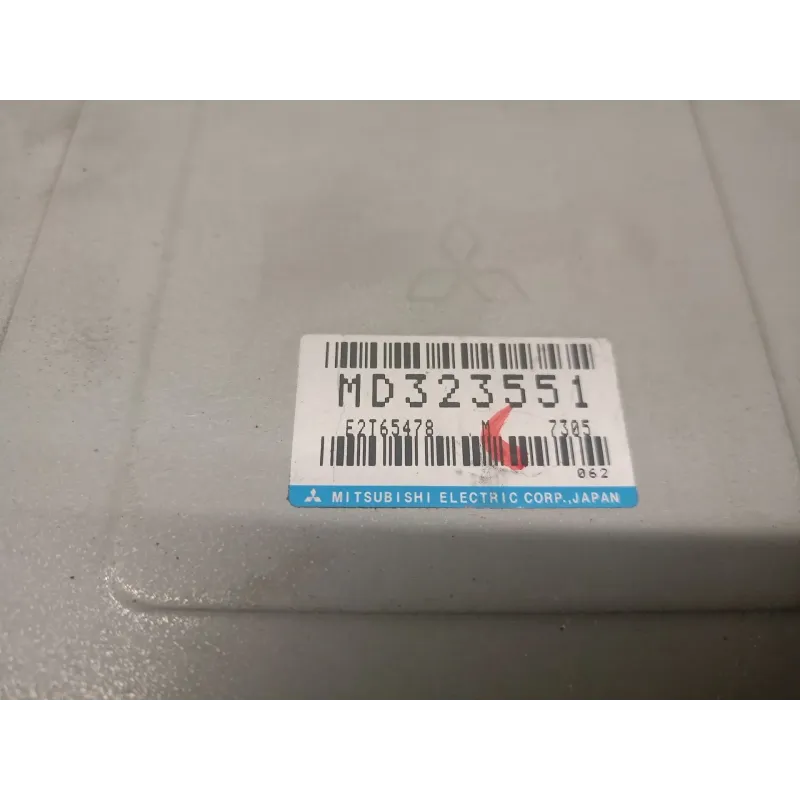 MD323551
E2T65478 M 7305
062
MITSUBISHI ELECTRIC CORP.,JAPAN